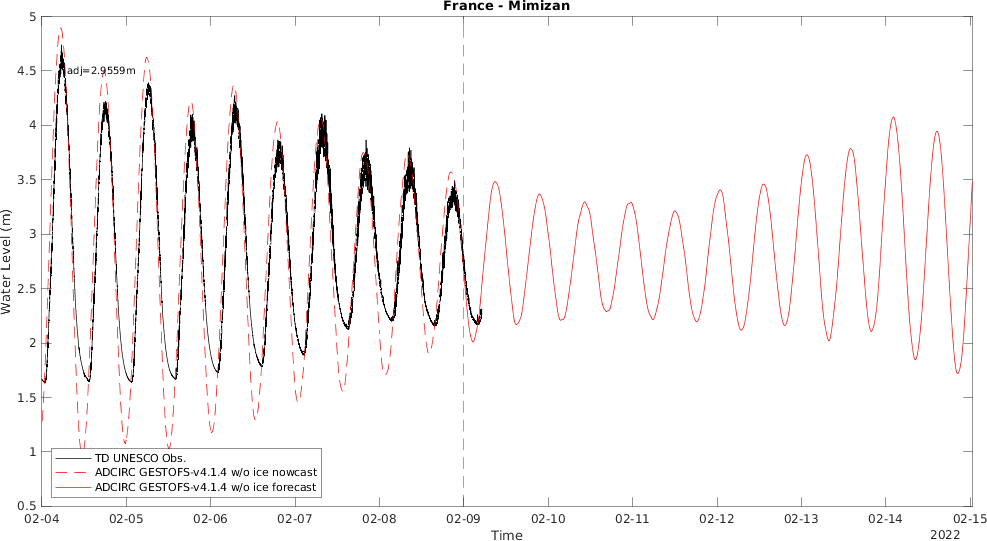 France - Mimizan
Water Level (m)
5
4.5
4
3.5
3
2.5
2
1.5
1
0.5
adj=2.9559m
TD UNESCO Obs.
ADCIRC GESTOFS-v4.1.4 w/o ice nowcast
ADCIRC GESTOFS-v4.1.4 w/o ice forecast
02-04 02-05 02-06 02-07 02-08 02-09 02-10 02-11 02-12 02-13 02-14 02-15
Time
2022